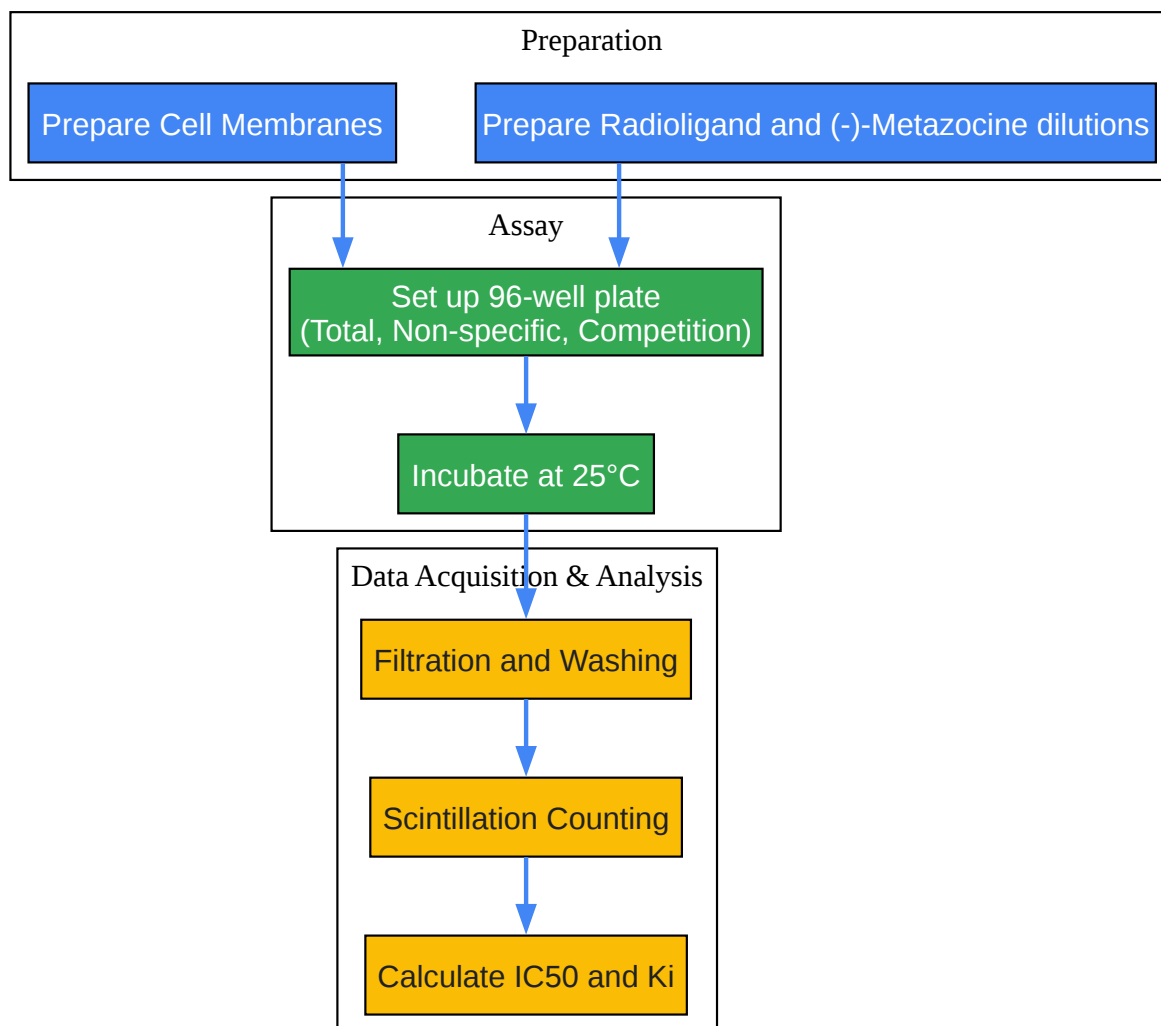 Preparation
Prepare Cell Membranes
Prepare Radioligand and (-)-Metazocine dilutions
Assay
Set up 96-well plate
(Total, Non-specific, Competition)
Incubate at 25°C
Data Acquisition & Analysis
Filtration and Washing
Scintillation Counting
Calculate IC50 and Ki